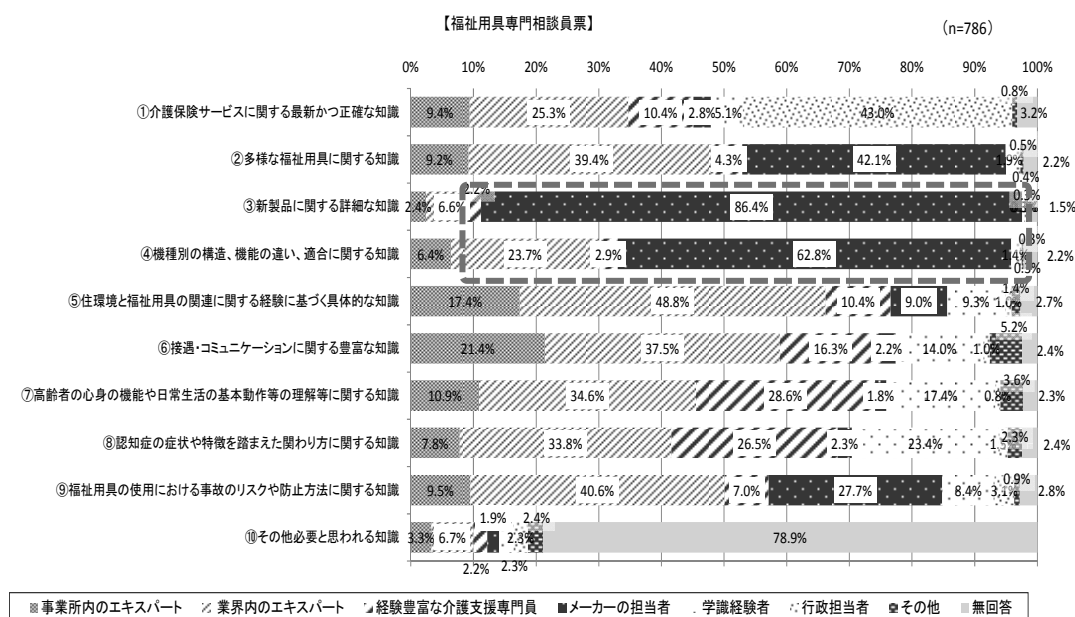 【福祉用具専門相談員票】
(n=786)
0% 10% 20% 30% 40% 50% 60% 70% 80% 90% 100%
①介護保険サービスに関する最新かつ正確な知識 9.4% 25.3% 10.4% 2.8% 5.1% 43.0% 0.8% 3.2%
②多様な福祉用具に関する知識 9.2% 39.4% 4.3% 42.1% 1.9% 0.5% 2.2%
③新製品に関する詳細な知識 2.4% 6.6% 2.2% 86.4% 0.4% 0.3% 1.5%
④機種別の構造、機能の違い、適合に関する知識 6.4% 23.7% 2.9% 62.8% 1.4% 0.3% 2.2%
⑤住環境と福祉用具の関連に関する経験に基づく具体的な知識 17.4% 48.8% 10.4% 9.0% 9.3% 1.0% 1.4% 2.7%
⑥接遇・コミュニケーションに関する豊富な知識 21.4% 37.5% 16.3% 2.2% 14.0% 1.0% 5.2% 2.4%
⑦高齢者の心身の機能や日常生活の基本動作等の理解等に関する知識 10.9% 34.6% 28.6% 1.8% 17.4% 0.8% 3.6% 2.3%
⑧認知症の症状や特徴を踏まえた関わり方に関する知識 7.8% 33.8% 26.5% 2.3% 23.4% 2.3% 2.4%
⑨福祉用具の使用における事故のリスクや防止方法に関する知識 9.5% 40.6% 7.0% 27.7% 8.4% 3.1% 0.9% 2.8%
⑩その他必要と思われる知識 3.3% 6.7% 2.2% 1.9% 2.3% 2.3% 2.4% 78.9%
事業所内のエキスパート 業界内のエキスパート 経験豊富な介護支援専門員 メーカーの担当者 学識経験者 行政担当者 その他 無回答